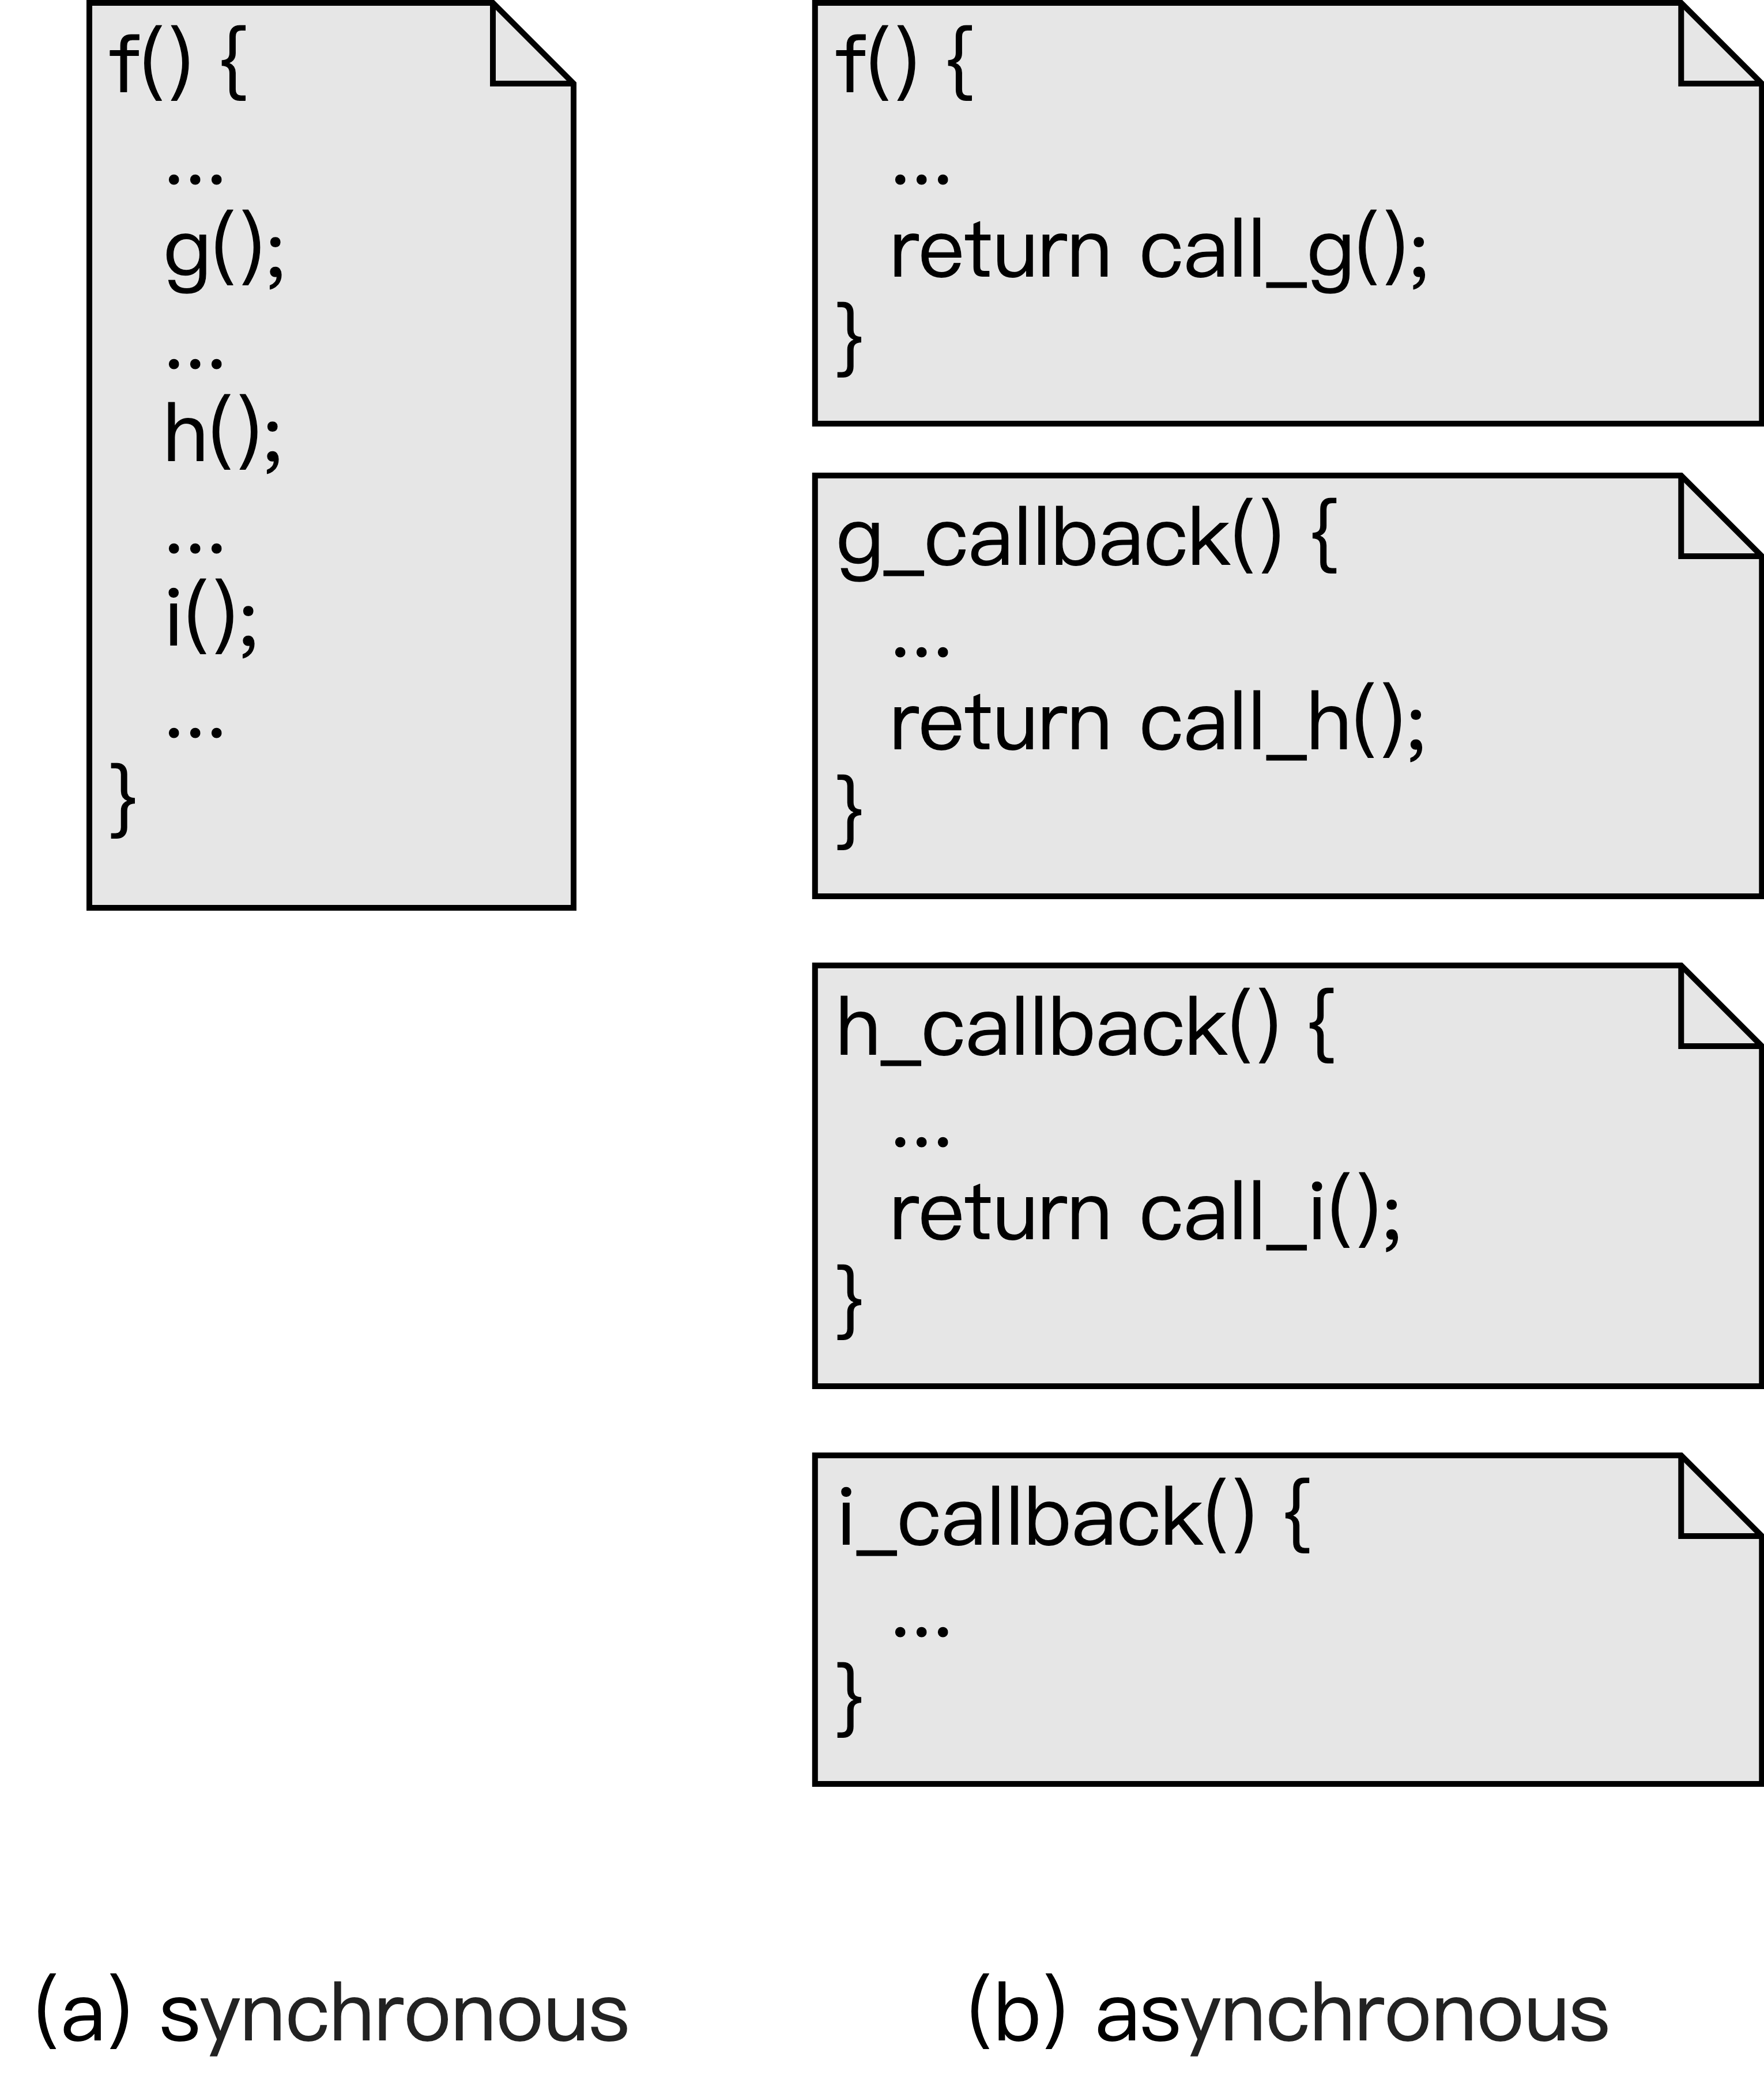 f() {
...
g();
...
h();
...
i();
...
}
f() {
...
return call_g();
}
g_callback() {
...
return call_h();
}
h_callback() {
...
return call_i();
}
i_callback() {
...
}
(a) synchronous
(b) asynchronous